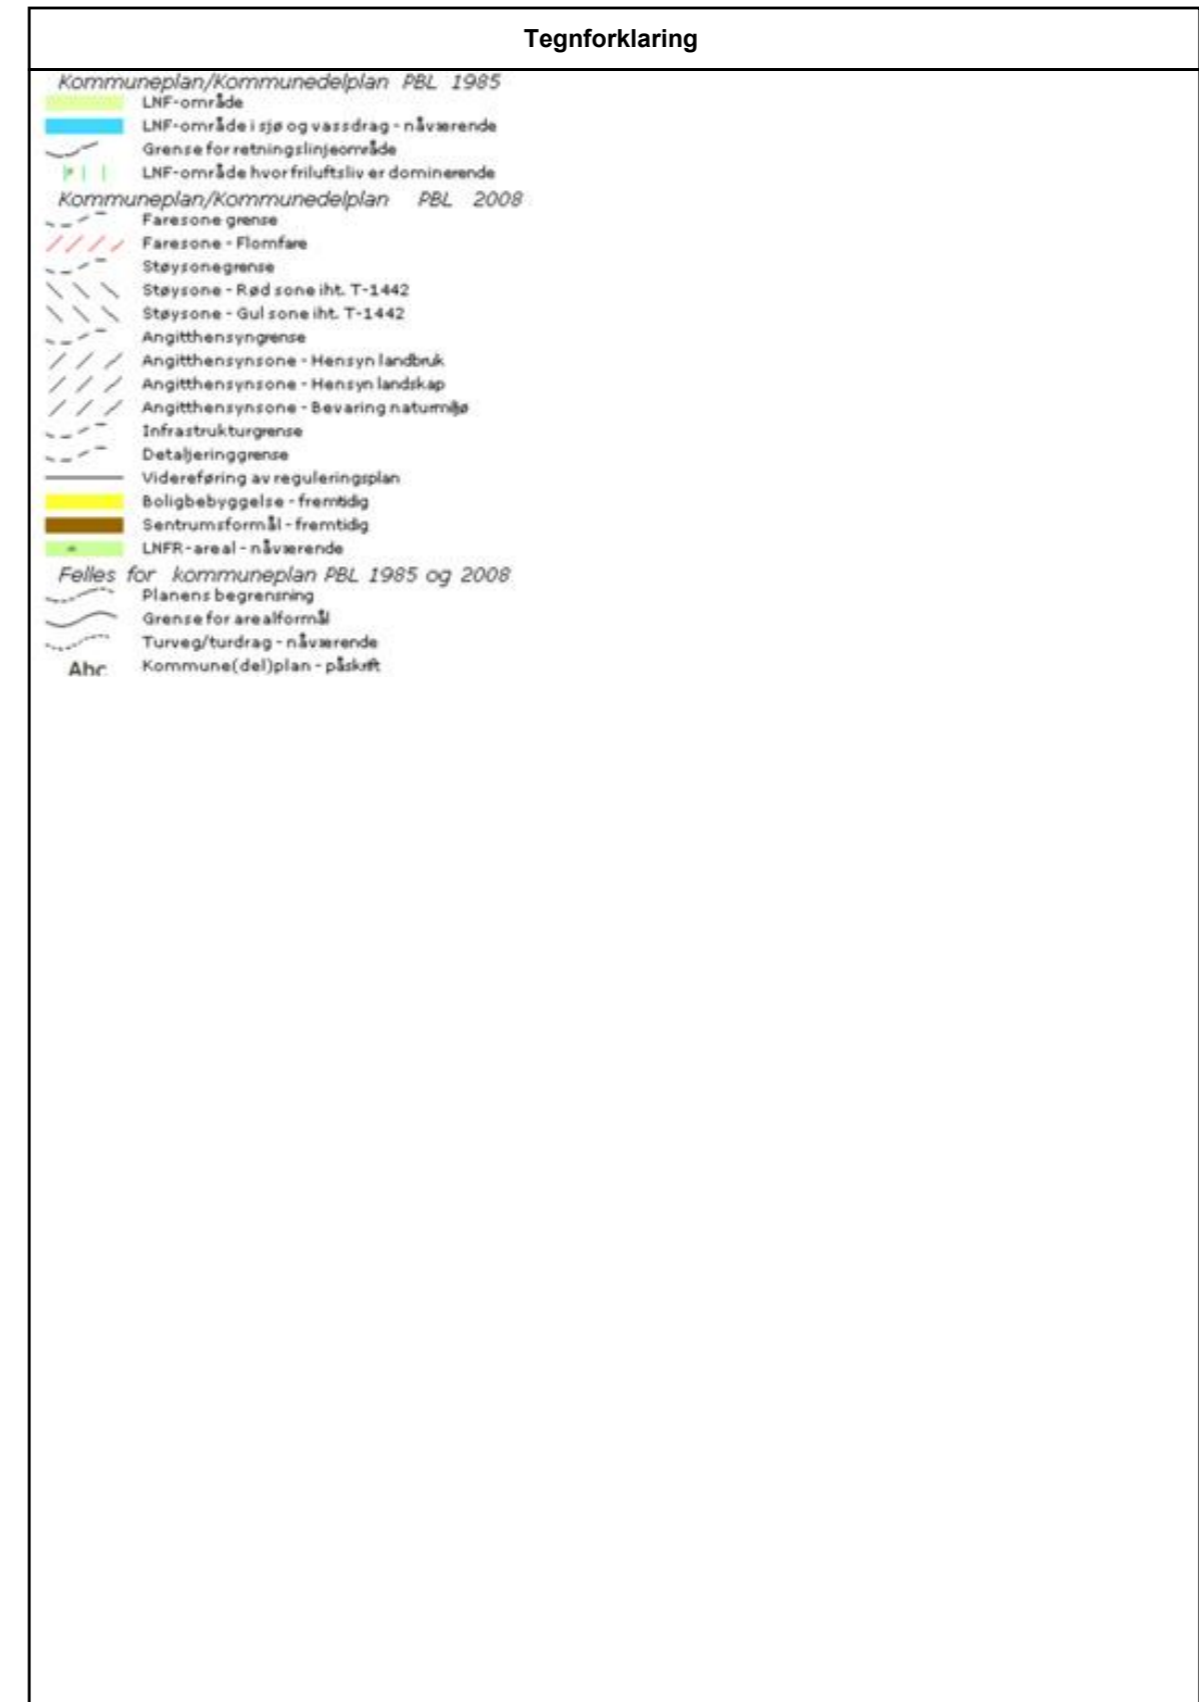 Tegnforklaring
Kommuneplan/Kommunedelplan PBL 1985
LNF-område
LNF-område i sjø og vassdrag - nåværende
Grense for retningslinjeområde
LNF-område hvor friluftsliv er dominerende
Kommuneplan/Kommunedelplan PBL 2008
Faresone grense
Faresone - Flomfare
Støysonegrense
Støysone - Rød sone iht. T-1442
Støysone - Gul sone iht. T-1442
Angitthensyngrense
Angitthensynsone - Hensyn landbruk
Angitthensynsone - Hensyn landskap
Angitthensynsone - Bevaring naturmiljø
Infrastrukturgrense
Detaljeringgrense
Videreføring av reguleringsplan
Boligbebyggelse - fremtidig
Sentrumsformål - fremtidig
LNFR-areal - nåværende
Felles for kommuneplan PBL 1985 og 2008
Planens begrensning
Grense for arealformål
Turveg/turdrag - nåværende
Abc Kommune(del)plan - påskrift